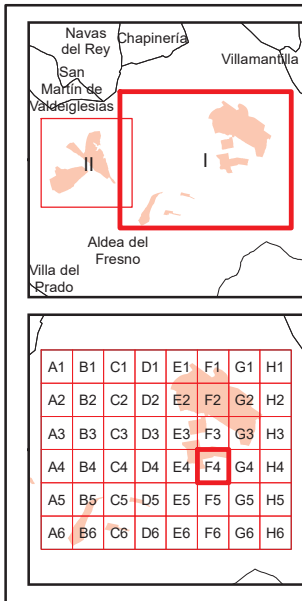 Navas
del Rey
Chapinería
Villamantilla
San
Martín de
Valdeiglesias
I
II
Aldea del
Fresno
Villa del
Prado
A1 B1 C1 D1 E1 F1 G1 H1
A2 B2 C2 D2 E2 F2 G2 H2
A3 B3 C3 D3 E3 F3 G3 H3
A4 B4 C4 D4 E4 F4 G4 H4
A5 B5 C5 D5 E5 F5 G5 H5
A6 B6 C6 D6 E6 F6 G6 H6